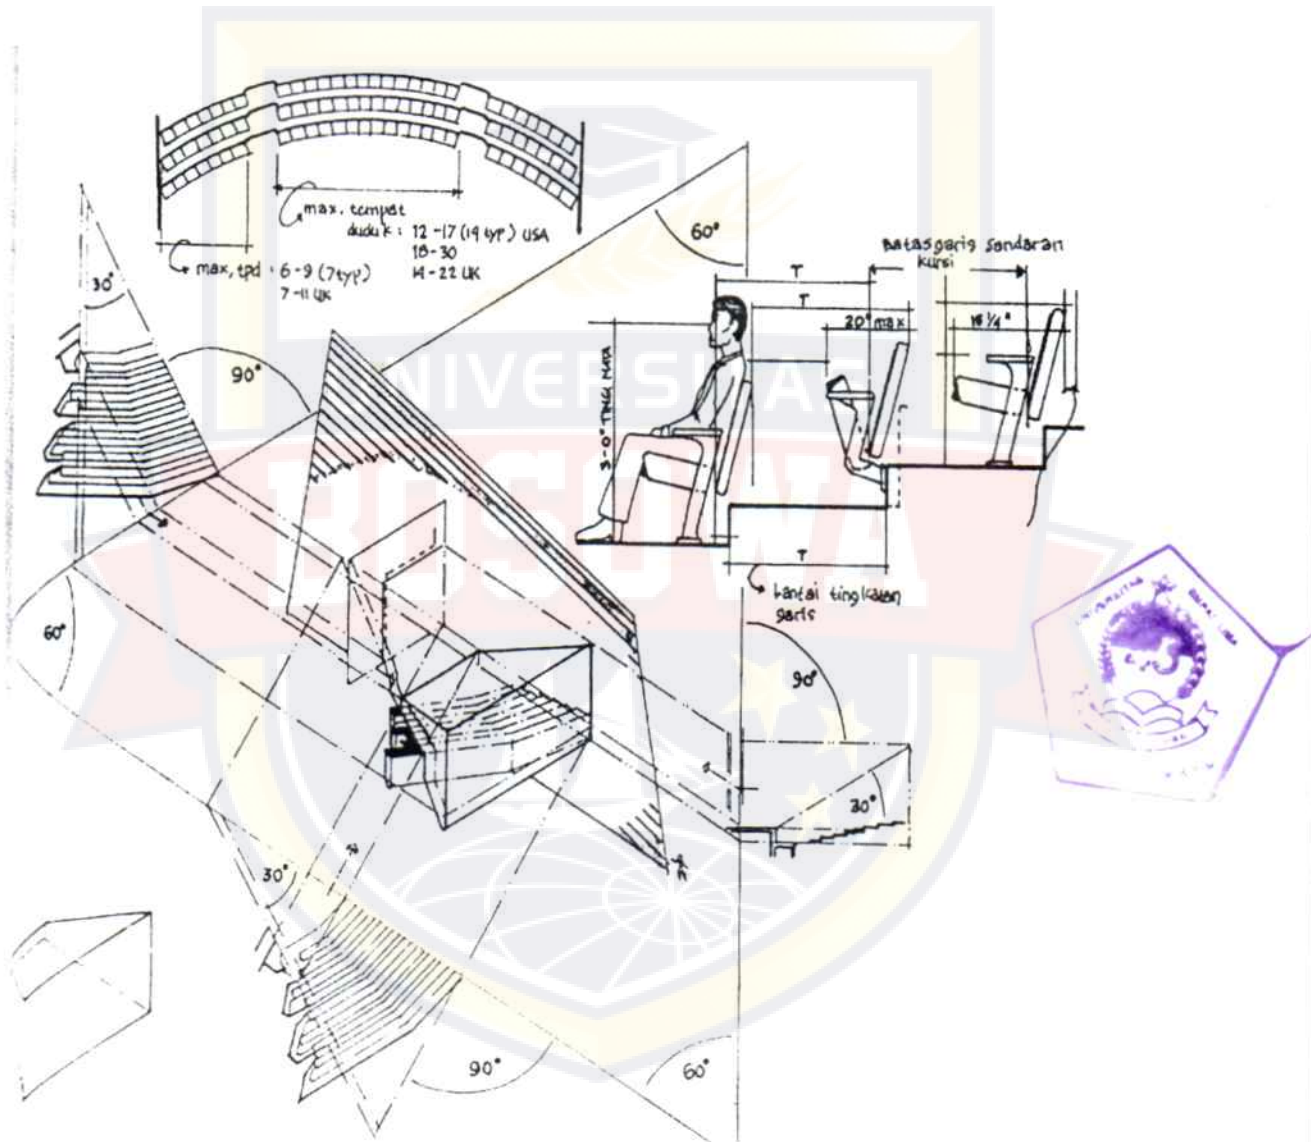 max. tempat
duduk : 12 -17 (19 typ.) USA
18-30
14 - 22 UK
max, tpd : 6 -9 (7 typ)
7 -11 UK
30°
90°
60°
Batas garis sandaran
kursi
T
T
20" max
18 1/4"
3-0" TINGI MATA
T
Lantai tingkatan
garis
60°
90°
30°
30°
90°
60°
UNIVERSITAS
BOSOWA